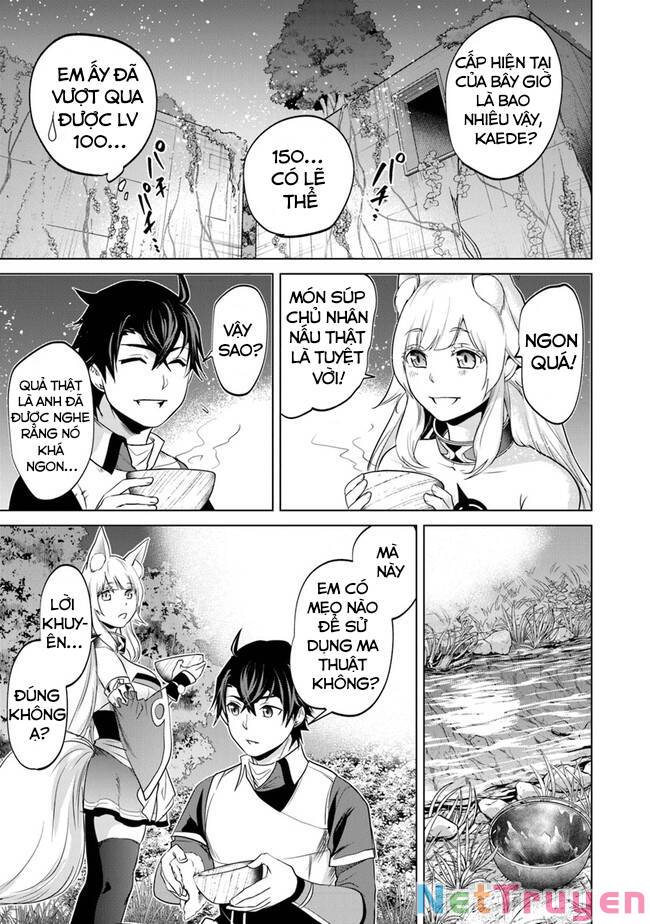 CẤP HIỆN TẠI
CỦA BÂY GIỜ
LÀ BAO
NHIÊU VẬY,
KAEDE?
150...
CÓ LẼ
THẾ
EM ẤY ĐÃ
VƯỢT QUA
ĐƯỢC LV
100...
パ
パ
NGON
QUÁ!
MÓN SÚP
CHỦ NHÂN
NẤU THẬT
LÀ TUYỆT
VỜI!
VẬY
SAO?
QUẢ THẬT
LÀ ANH ĐÃ
ĐƯỢC NGHE
RẰNG NÓ
KHÁ
NGON...
MÀ
NÀY
EM CÓ
MẸO NÀO
ĐỂ SỬ
DỤNG MA
THUẬT
KHÔNG?
LỜI
KHUY-
ÊN...
ĐÚNG
KHÔNG
Ạ?
NetTruyen